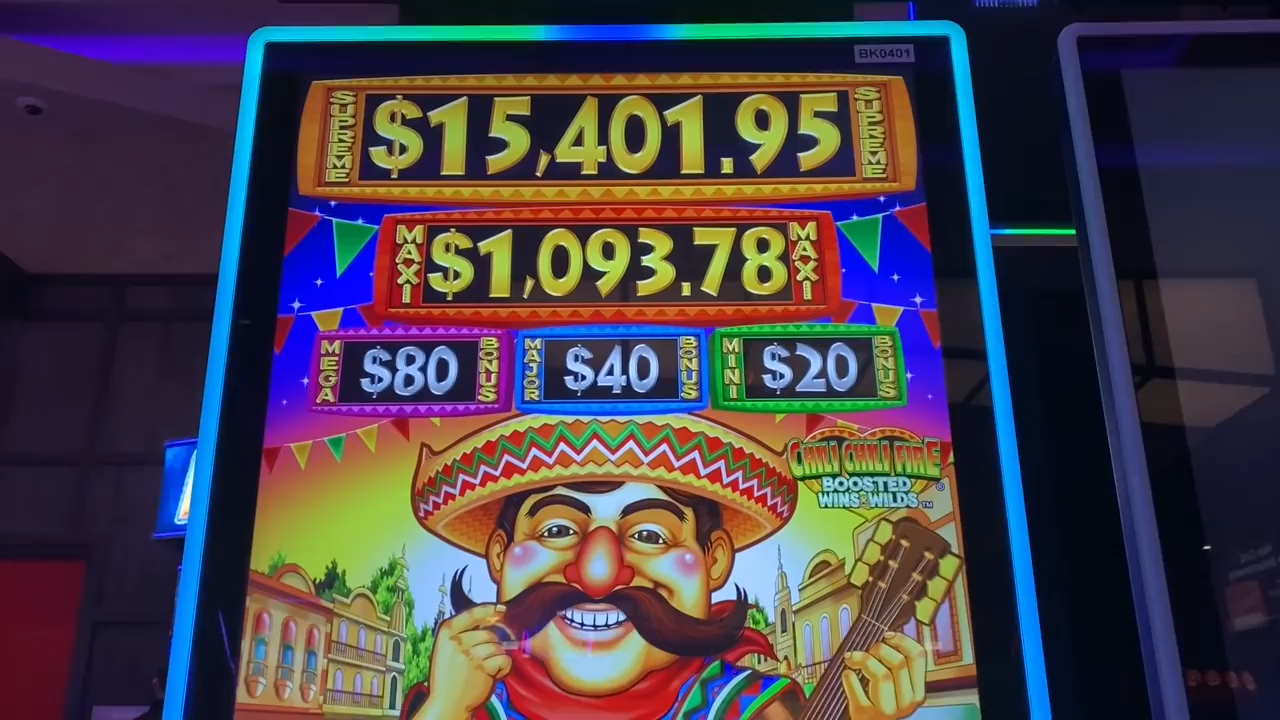 BK0401
SUPREME $15,401.95 SUPREME
MAXI $1,093.78 MAXI
MEGA $80 BONUS
MAJOR $40 BONUS
MINI $20 BONUS
CHILI CHILI FIRE
BOOSTED
WINS & WILDS™
®